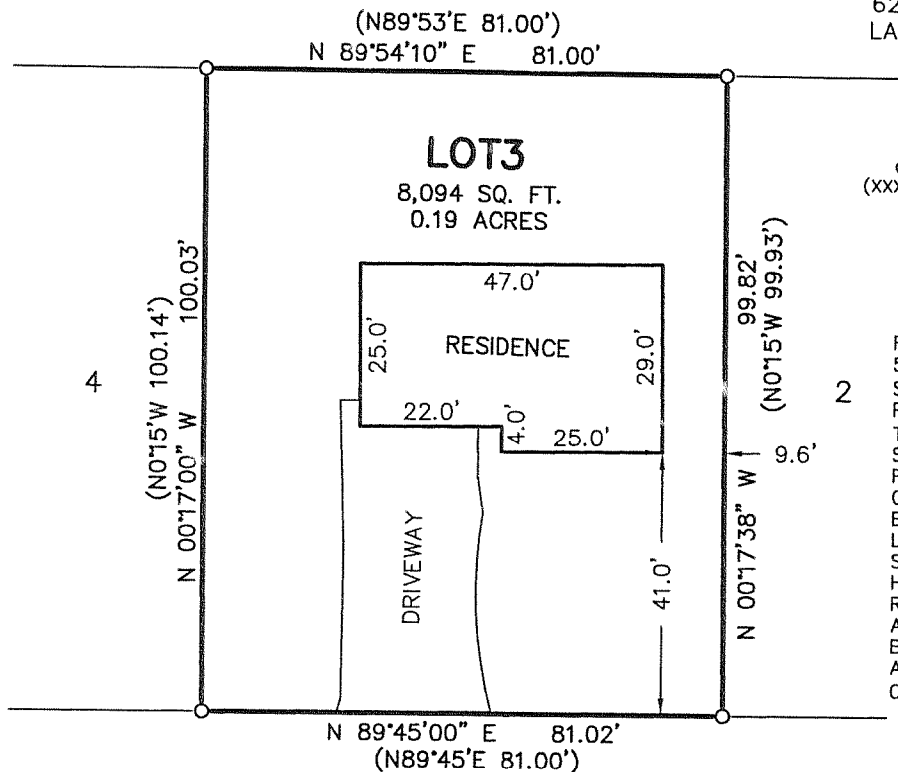 (N89°53'E 81.00')
N 89°54'10" E 81.00'
62
LA
LOT3
8,094 SQ. FT.
0.19 ACRES
(XXX
47.0'
RESIDENCE
25.0'
29.0'
22.0'
4.0'
25.0'
4
(N0°15'W 100.14')
N 00°17'00" W 100.03'
2
99.82'
(N0°15'W 99.93')
N 00°17'38" W
9.6'
41.0'
DRIVEWAY
N 89°45'00" E 81.02'
(N89°45'E 81.00')